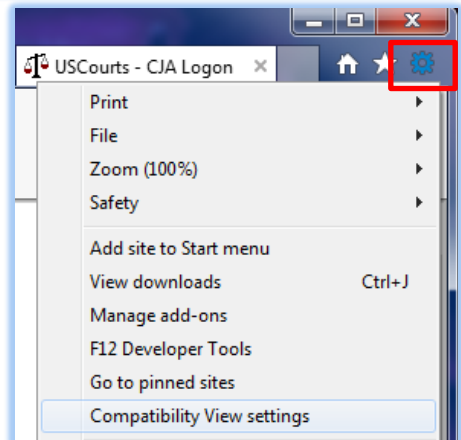 USCourts - CJA Logon
Print
File
Zoom (100%)
Safety
Add site to Start menu
View downloads Ctrl+J
Manage add-ons
F12 Developer Tools
Go to pinned sites
Compatibility View settings